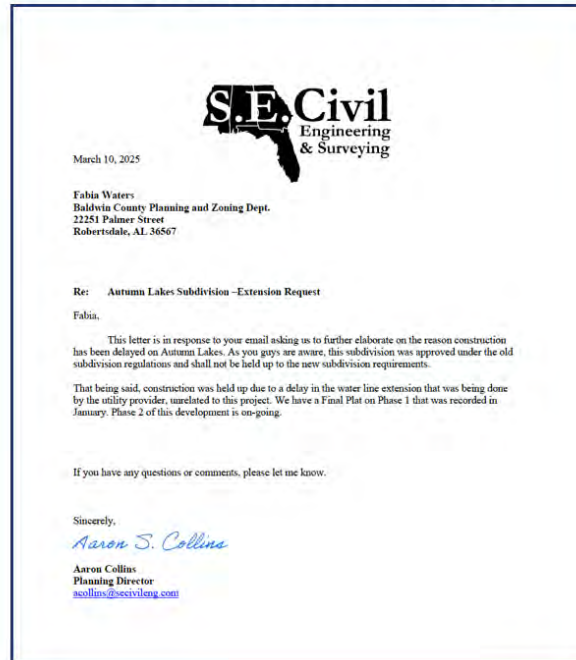 S.E. Civil
Engineering
& Surveying
March 10, 2025
Fabia Waters
Baldwin County Planning and Zoning Dept.
22251 Palmer Street
Robertsdale, AL 36567
Re: Autumn Lakes Subdivision –Extension Request
Fabia,
This letter is in response to your email asking us to further elaborate on the reason construction
has been delayed on Autumn Lakes. As you guys are aware, this subdivision was approved under the old
subdivision regulations and shall not be held up to the new subdivision requirements.
That being said, construction was held up due to a delay in the water line extension that was being done
by the utility provider, unrelated to this project. We have a Final Plat on Phase 1 that was recorded in
January. Phase 2 of this development is on-going.
If you have any questions or comments, please let me know.
Sincerely,
Aaron S. Collins
Aaron Collins
Planning Director
acollins@secivileng.com